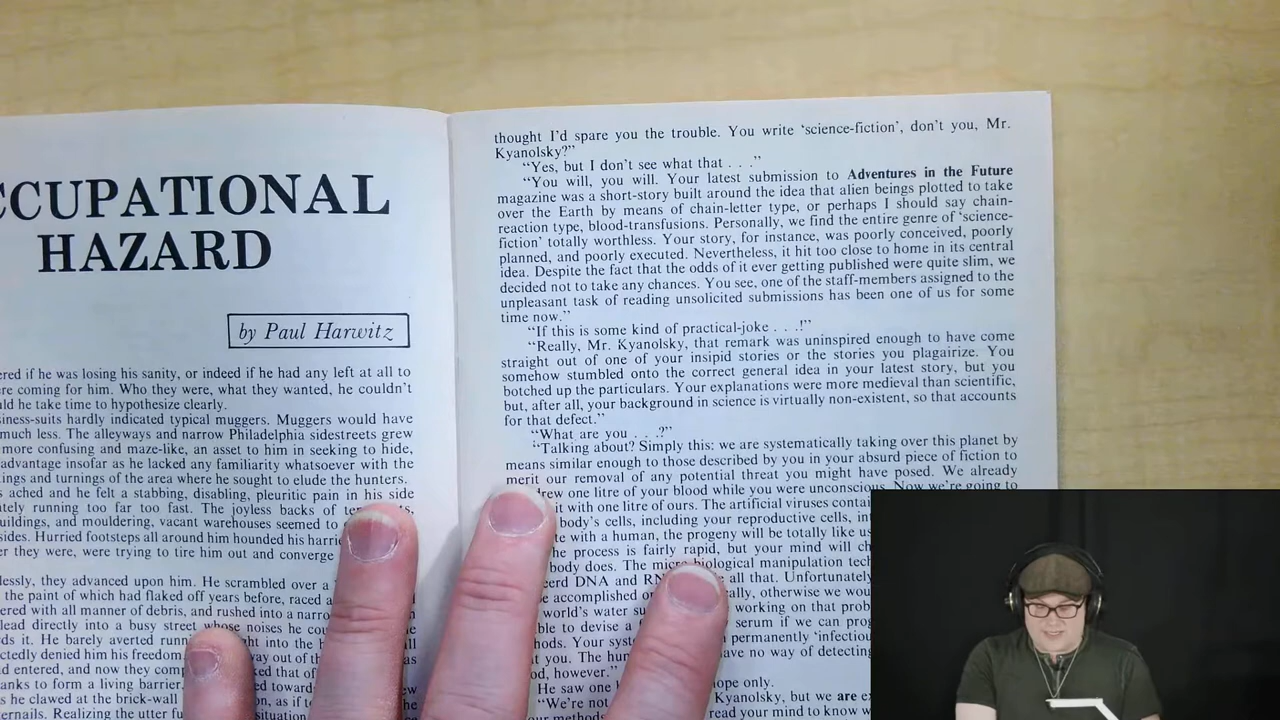 CCUPATIONAL
HAZARD
by Paul Harwitz
ered if he was losing his sanity, or indeed if he had any left at all to
re coming for him. Who they were, what they wanted, he couldn't
ld he take time to hypothesize clearly.
siness-suits hardly indicated typical muggers. Muggers would have
much less. The alleyways and narrow Philadelphia sidestreets grew
more confusing and maze-like, an asset to him in seeking to hide,
advantage insofar as he lacked any familiarity whatsoever with the
ings and turnings of the area where he sought to elude the hunters.
s ached and he felt a stabbing, disabling, pleuritic pain in his side
ately running too far too fast. The joyless backs of
uildings, and mouldering, vacant warehouses seemed to
sides. Hurried footsteps all around him hounded his
er they were, were trying to tire him out and converge
lessly, they advanced upon him. He scrambled over a
the paint of which had flaked off years before, raced a
ered with all manner of debris, and rushed into a
lead directly into a busy street whose noises he
ds it. He barely averted into the
ctedly denied him his freedom way out of
d entered, and now they that of
anks to form a living barrier
s he clawed at the brick-wall as if
ernails. Realizing the utter situation
thought I'd spare you the trouble. You write 'science-fiction', don't you, Mr.
Kyanolsky?"
"Yes, but I don't see what that . . ."
"You will, you will. Your latest submission to Adventures in the Future
magazine was a short-story built around the idea that alien beings plotted to take
over the Earth by means of chain-letter type, or perhaps I should say chain-
reaction type, blood-transfusions. Personally, we find the entire genre of 'science-
fiction' totally worthless. Your story, for instance, was poorly conceived, poorly
planned, and poorly executed. Nevertheless, it hit too close to home in its central
idea. Despite the fact that the odds of it ever getting published were quite slim, we
decided not to take any chances. You see, one of the staff-members assigned to the
unpleasant task of reading unsolicited submissions has been one of us for some
time now."
"If this is some kind of practical-joke . . .!"
"Really, Mr. Kyanolsky, that remark was uninspired enough to have come
straight out of one of your insipid stories or the stories you plagairize. You
somehow stumbled onto the correct general idea in your latest story, but you
botched up the particulars. Your explanations were more medieval than scientific,
but, after all, your background in science is virtually non-existent, so that accounts
for that defect."
"What are you . . .?"
"Talking about? Simply this: we are systematically taking over this planet by
means similar enough to those described by you in your absurd piece of fiction to
merit our removal of any potential threat you might have posed. We already
drew one litre of your blood while you were unconscious. Now we're going to
it with one litre of ours. The artificial viruses
body's cells, including your reproductive cells,
te with a human, the progeny will be totally like
he process is fairly rapid, but your mind will
body does. The micro-biological manipulation
DNA and all that. Unfortunately
accomplished otherwise we
world's water working on that
ble to devise a serum if we can
hods. Your permanently 'infectiou
t you. The have no way of detecting
od, however."
He saw one hope only.
"We're not Kyanolsky, but we are
our methods read your mind to know